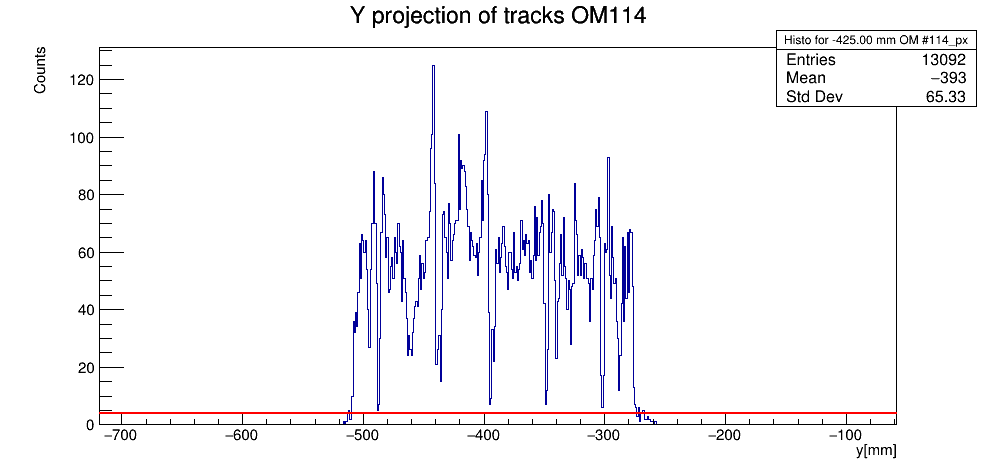 Y projection of tracks OM114
Histo for -425.00 mm OM #114_px
Entries 13092
Mean −393
Std Dev 65.33
Counts
120
100
80
60
40
20
0
−700 −600 −500 −400 −300 −200 −100
y[mm]